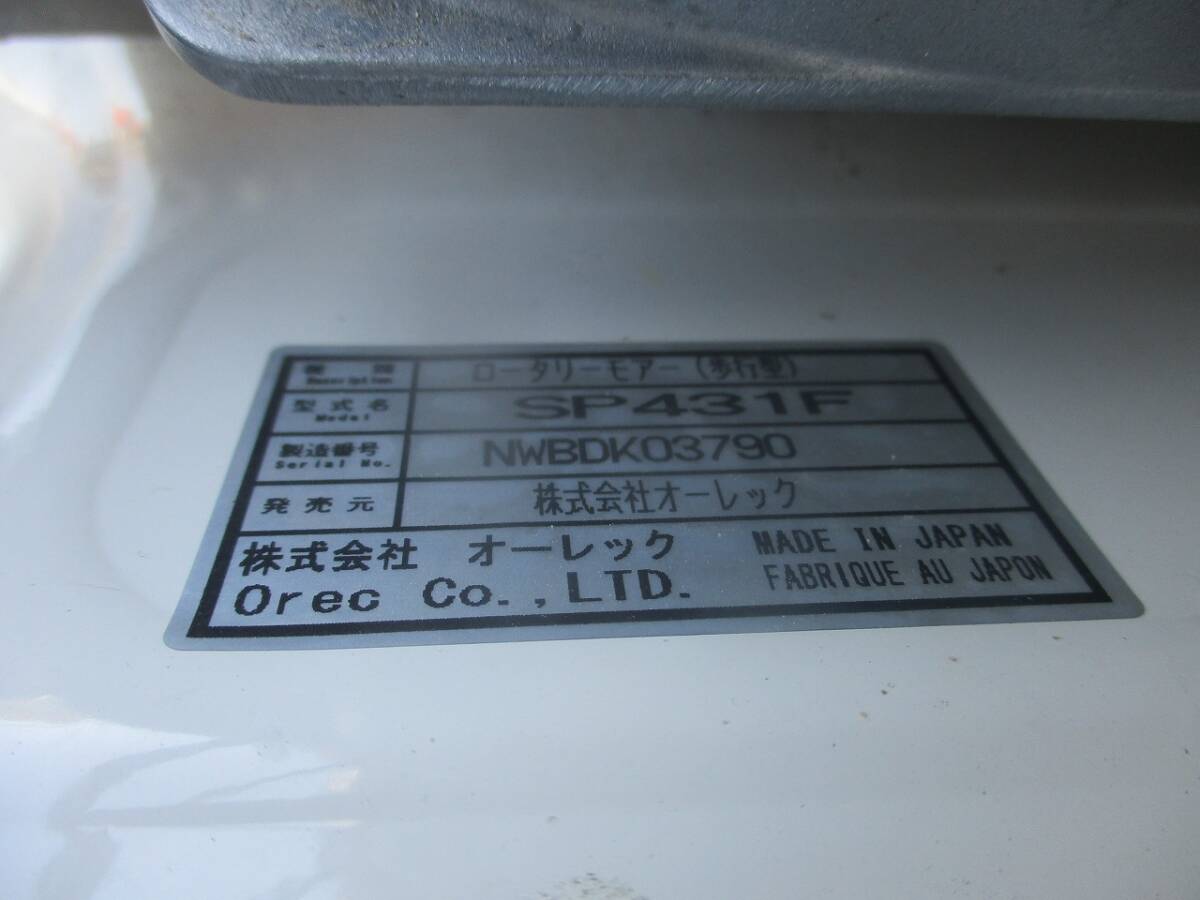 Description ロータリーモアー(歩行型)
型式名 SP431F
Model
製造番号 NWBDK03790
Serial No.
発売元 株式会社オーレック
株式会社 オーレック MADE IN JAPAN
Orec Co.,LTD. FABRIQUE AU JAPON